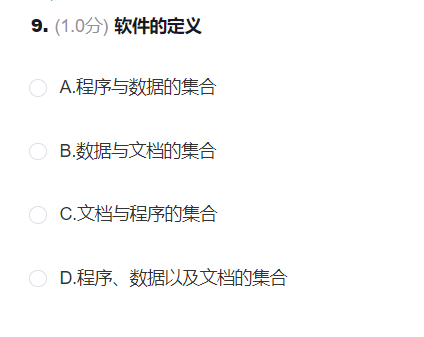 9. (1.0分) 软件的定义
A.程序与数据的集合
B.数据与文档的集合
C.文档与程序的集合
D.程序、数据以及文档的集合